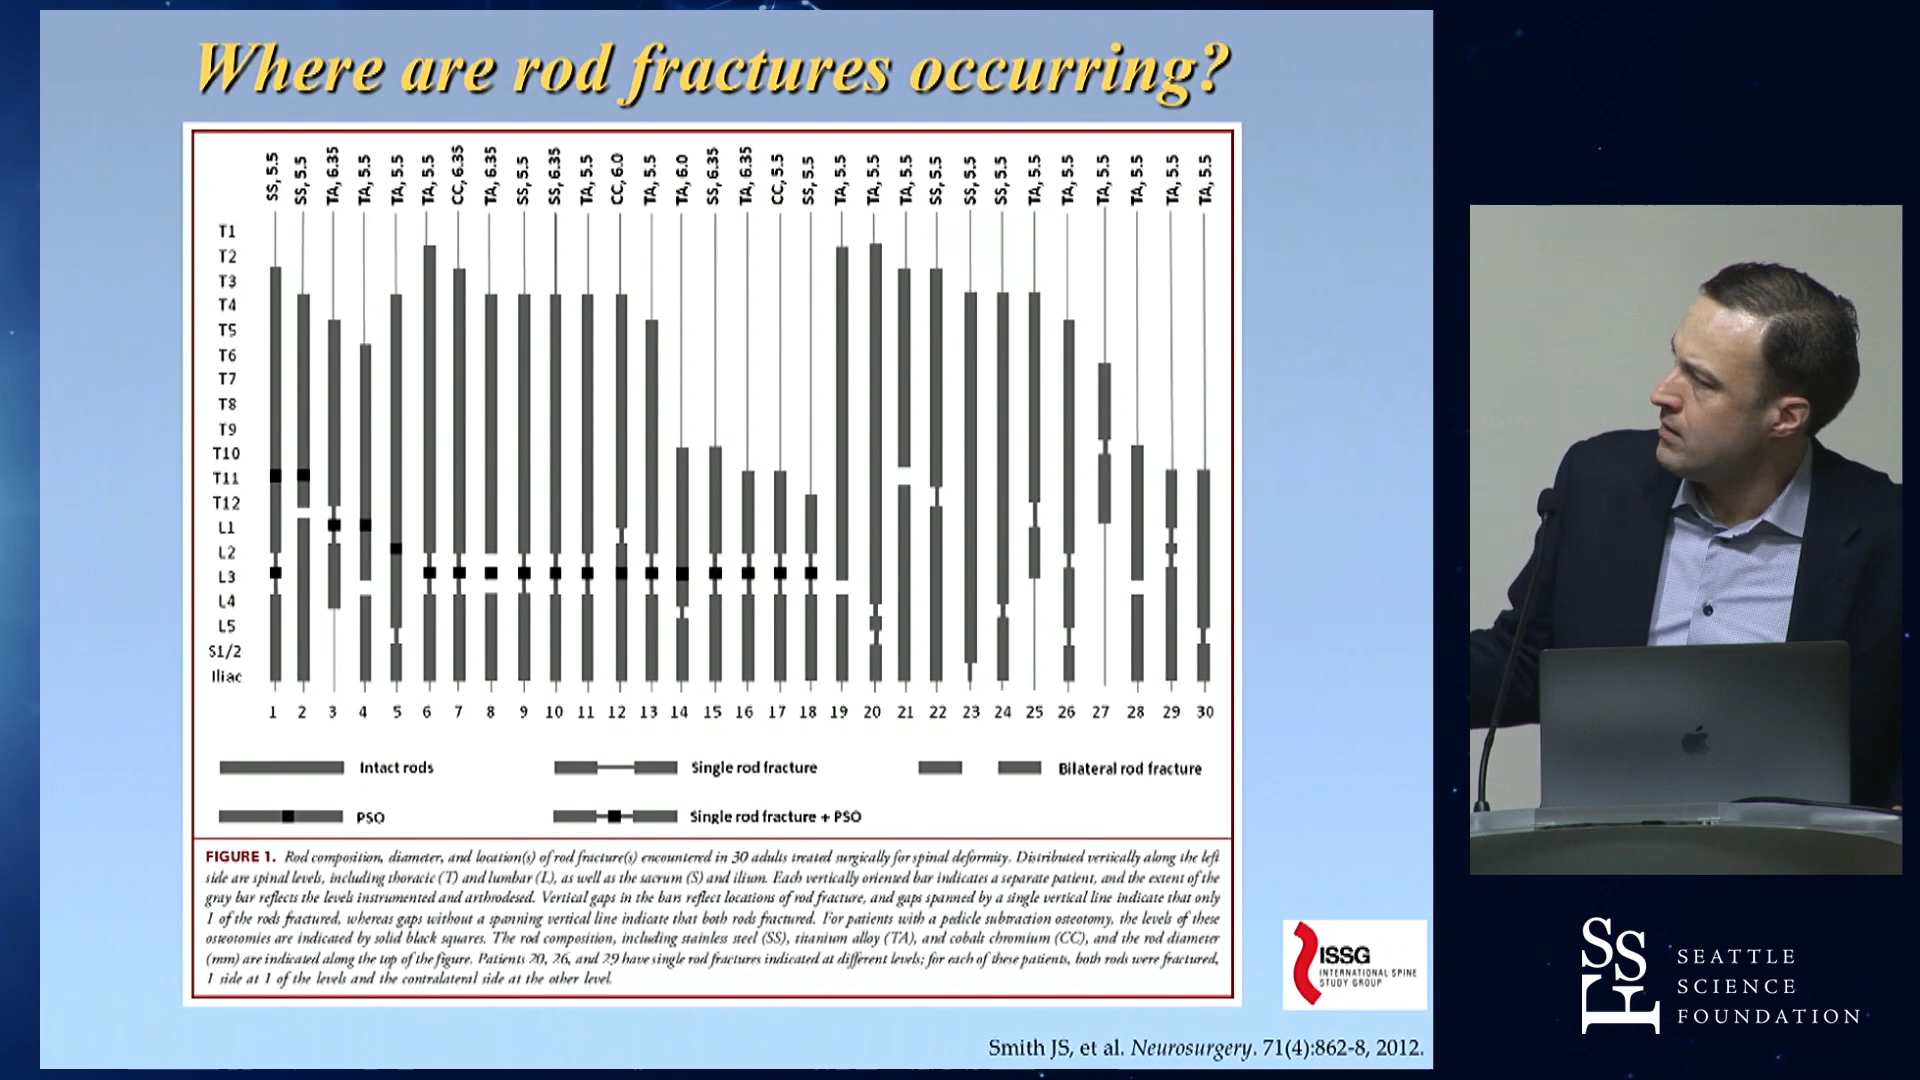 Where are rod fractures occurring?
SS, 5.5 SS, 5.5 TA, 6.35 TA, 5.5 TA, 5.5 TA, 5.5 CC, 6.35 TA, 6.35 SS, 5.5 SS, 6.35 TA, 5.5 CC, 6.0 TA, 5.5 TA, 6.0 SS, 6.35 TA, 6.35 CC, 5.5 SS, 5.5 TA, 5.5 TA, 5.5 TA, 5.5 SS, 5.5 SS, 5.5 SS, 5.5 TA, 5.5 TA, 5.5 TA, 5.5 TA, 5.5 TA, 5.5 TA, 5.5
T1
T2
T3
T4
T5
T6
T7
T8
T9
T10
T11
T12
L1
L2
L3
L4
L5
S1/2
Iliac
1 2 3 4 5 6 7 8 9 10 11 12 13 14 15 16 17 18 19 20 21 22 23 24 25 26 27 28 29 30
Intact rods Single rod fracture Bilateral rod fracture
PSO Single rod fracture + PSO
FIGURE 1. Rod composition, diameter, and location(s) of rod fracture(s) encountered in 30 adults treated surgically for spinal deformity. Distributed vertically along the left
side are spinal levels, including thoracic (T) and lumbar (L), as well as the sacrum (S) and ilium. Each vertically oriented bar indicates a separate patient, and the extent of the
gray bar reflects the levels instrumented and arthrodesed. Vertical gaps in the bars reflect locations of rod fracture, and gaps spanned by a single vertical line indicate that only
1 of the rods fractured, whereas gaps without a spanning vertical line indicate that both rods fractured. For patients with a pedicle subtraction osteotomy, the levels of these
osteotomies are indicated by solid black squares. The rod composition, including stainless steel (SS), titanium alloy (TA), and cobalt chromium (CC), and the rod diameter
(mm) are indicated along the top of the figure. Patients 20, 26, and 29 have single rod fractures indicated at different levels; for each of these patients, both rods were fractured,
1 side at 1 of the levels and the contralateral side at the other level.
ISSG
INTERNATIONAL SPINE
STUDY GROUP
Smith JS, et al. Neurosurgery. 71(4):862-8, 2012.
SSF
SEATTLE
SCIENCE
FOUNDATION